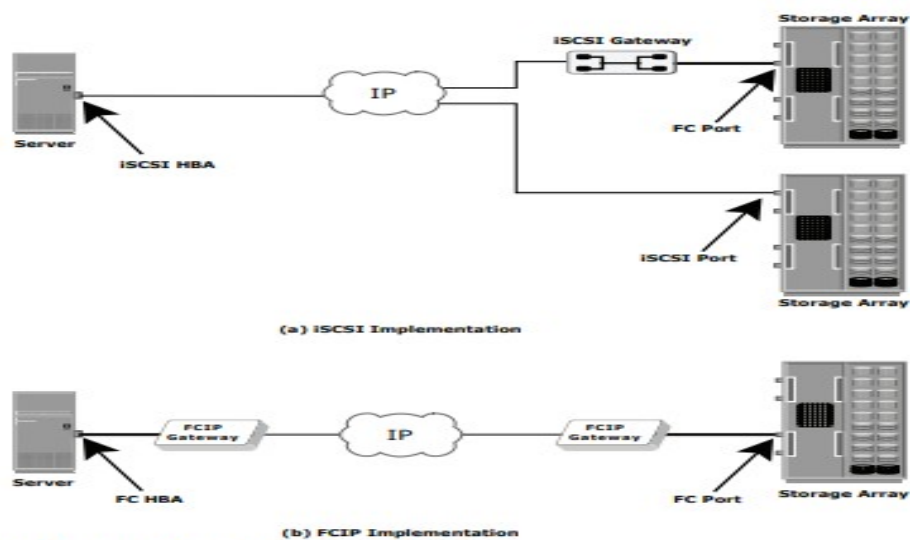 Storage Array
iSCSI Gateway
IP
FC Port
Server
iSCSI HBA
iSCSI Port
Storage Array
(a) iSCSI Implementation
FCIP
Gateway
IP
FCIP
Gateway
Server
FC HBA
FC Port
Storage Array
(b) FCIP Implementation